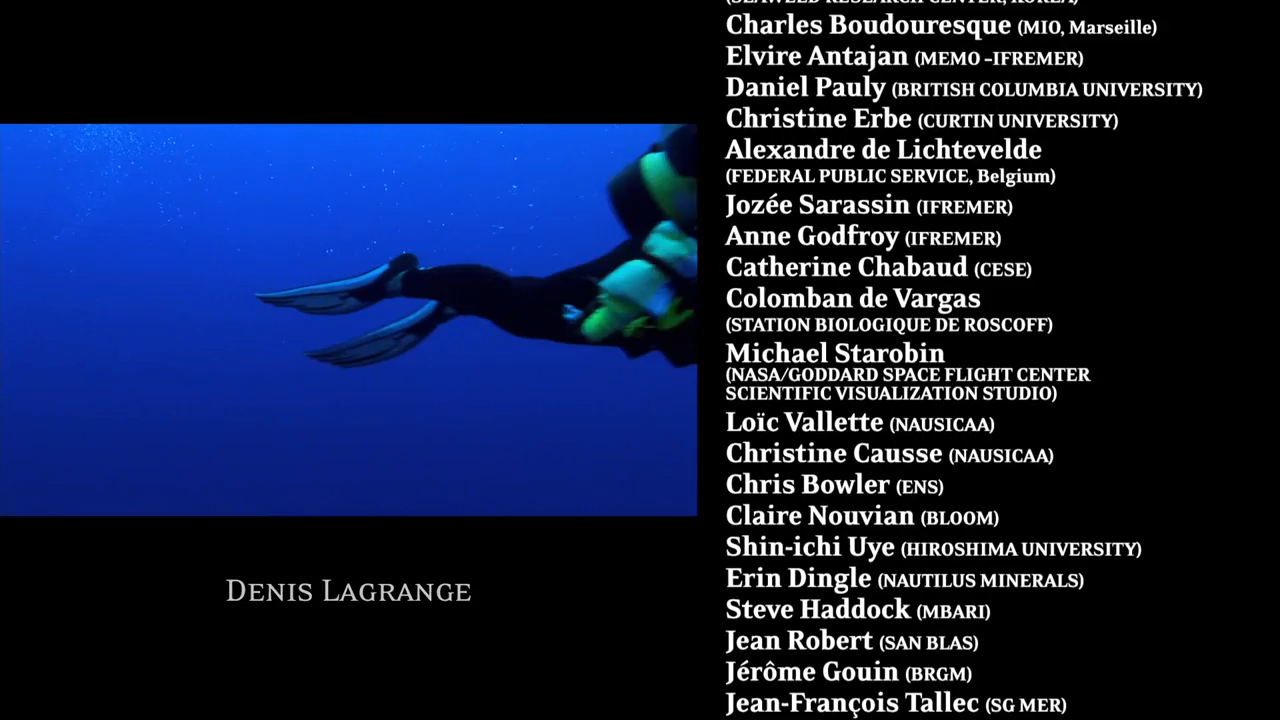 (SEAWEED RESEARCH CENTER, KOREA)
Charles Boudouresque (MIO, Marseille)
Elvire Antajan (MEMO –IFREMER)
Daniel Pauly (BRITISH COLUMBIA UNIVERSITY)
Christine Erbe (CURTIN UNIVERSITY)
Alexandre de Lichtevelde
(FEDERAL PUBLIC SERVICE, Belgium)
Jozée Sarassin (IFREMER)
Anne Godfroy (IFREMER)
Catherine Chabaud (CESE)
Colomban de Vargas
(STATION BIOLOGIQUE DE ROSCOFF)
Michael Starobin
(NASA/GODDARD SPACE FLIGHT CENTER
SCIENTIFIC VISUALIZATION STUDIO)
Loïc Vallette (NAUSICAA)
Christine Causse (NAUSICAA)
Chris Bowler (ENS)
Claire Nouvian (BLOOM)
Shin-ichi Uye (HIROSHIMA UNIVERSITY)
Erin Dingle (NAUTILUS MINERALS)
Steve Haddock (MBARI)
Jean Robert (SAN BLAS)
Jérôme Gouin (BRGM)
Jean-François Tallec (SG MER)
DENIS LAGRANGE